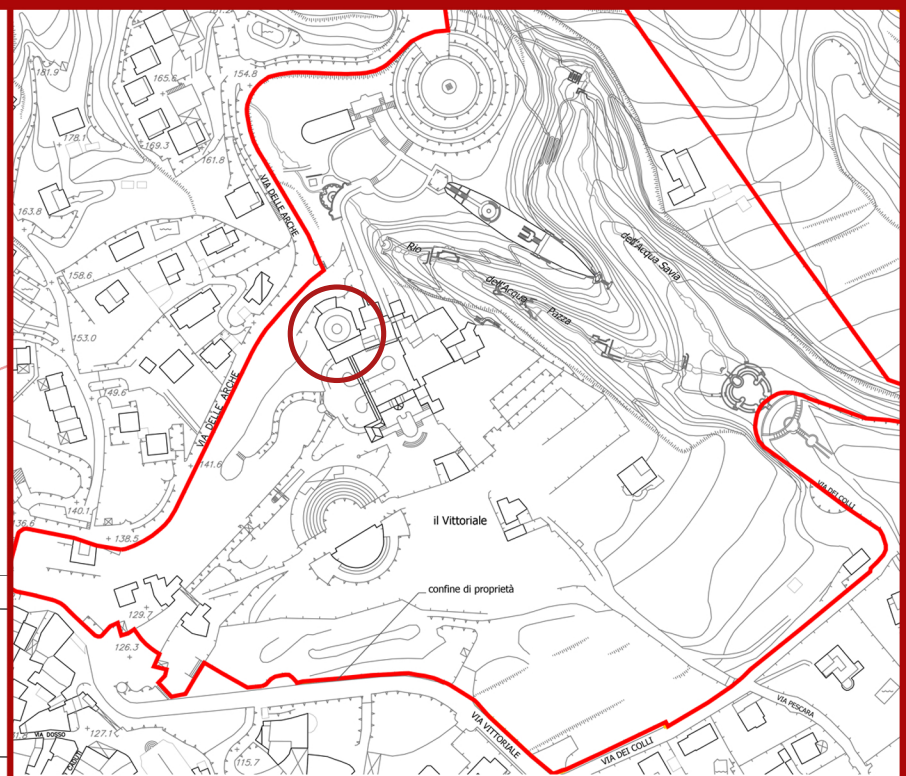 154.8
181.9
165.6
178.1
169.3
161.8
VIA DELLE ARCHE
163.8
Rio
dell'Acqua Savia
158.6
dell'Acqua
Pazza
153.0
VIA DELLE ARCHE
149.6
141.6
VIA DEI COLLI
140.1
136.6
il Vittoriale
138.5
confine di proprietà
129.7
126.3
VIA PESCARA
VIA VITTORIALE
127.1
VIA DOSSO
VIA DEI COLLI
115.7